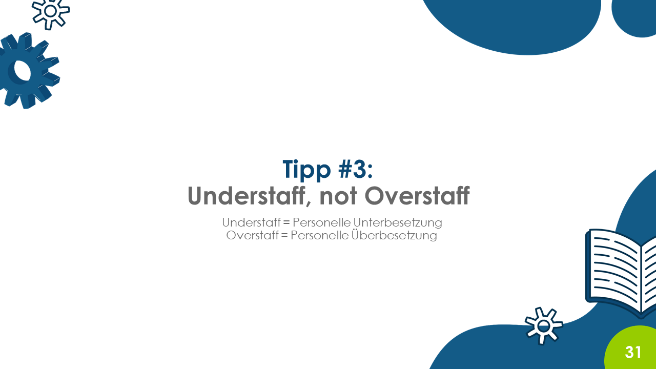 Tipp #3:
Understaff, not Overstaff
Understaff = Personelle Unterbesetzung
Overstaff = Personelle Überbesetzung
31